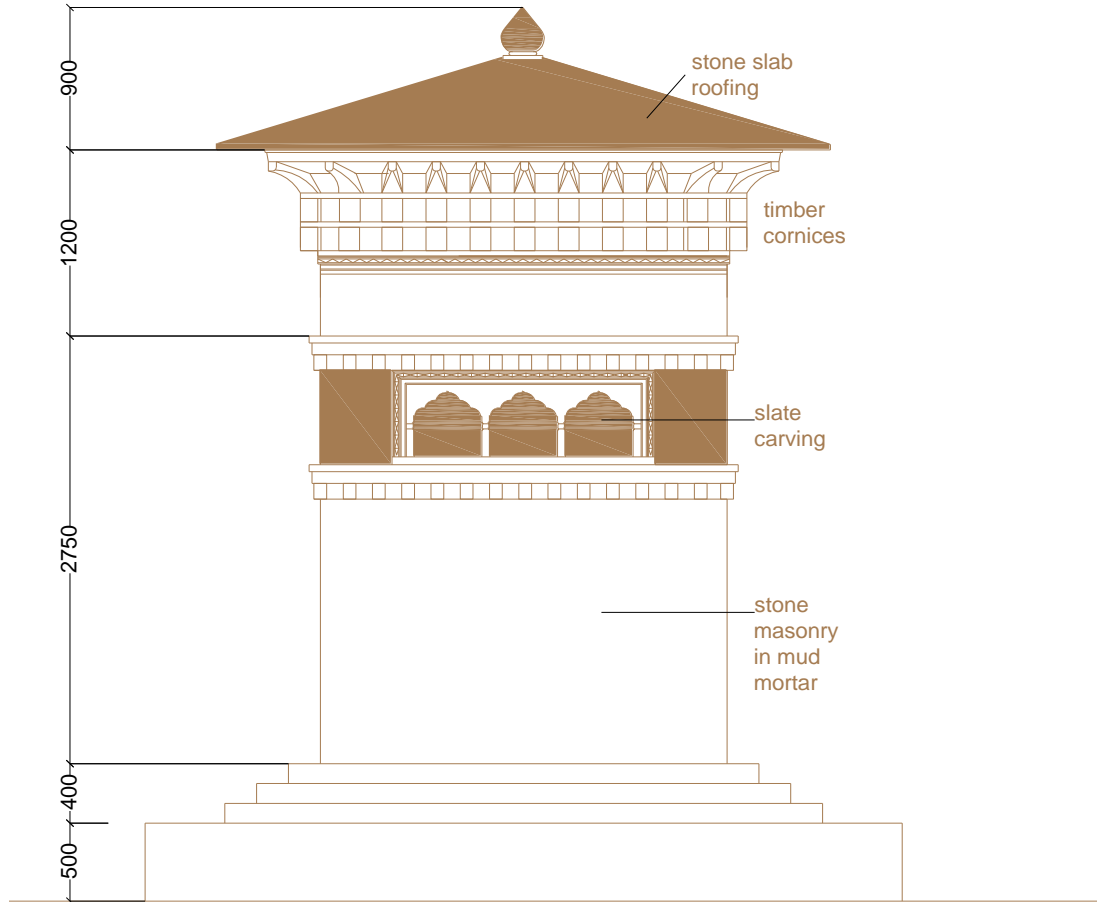 900
stone slab
roofing
1200
timber
cornices
2750
slate
carving
stone
masonry
in mud
mortar
400
500